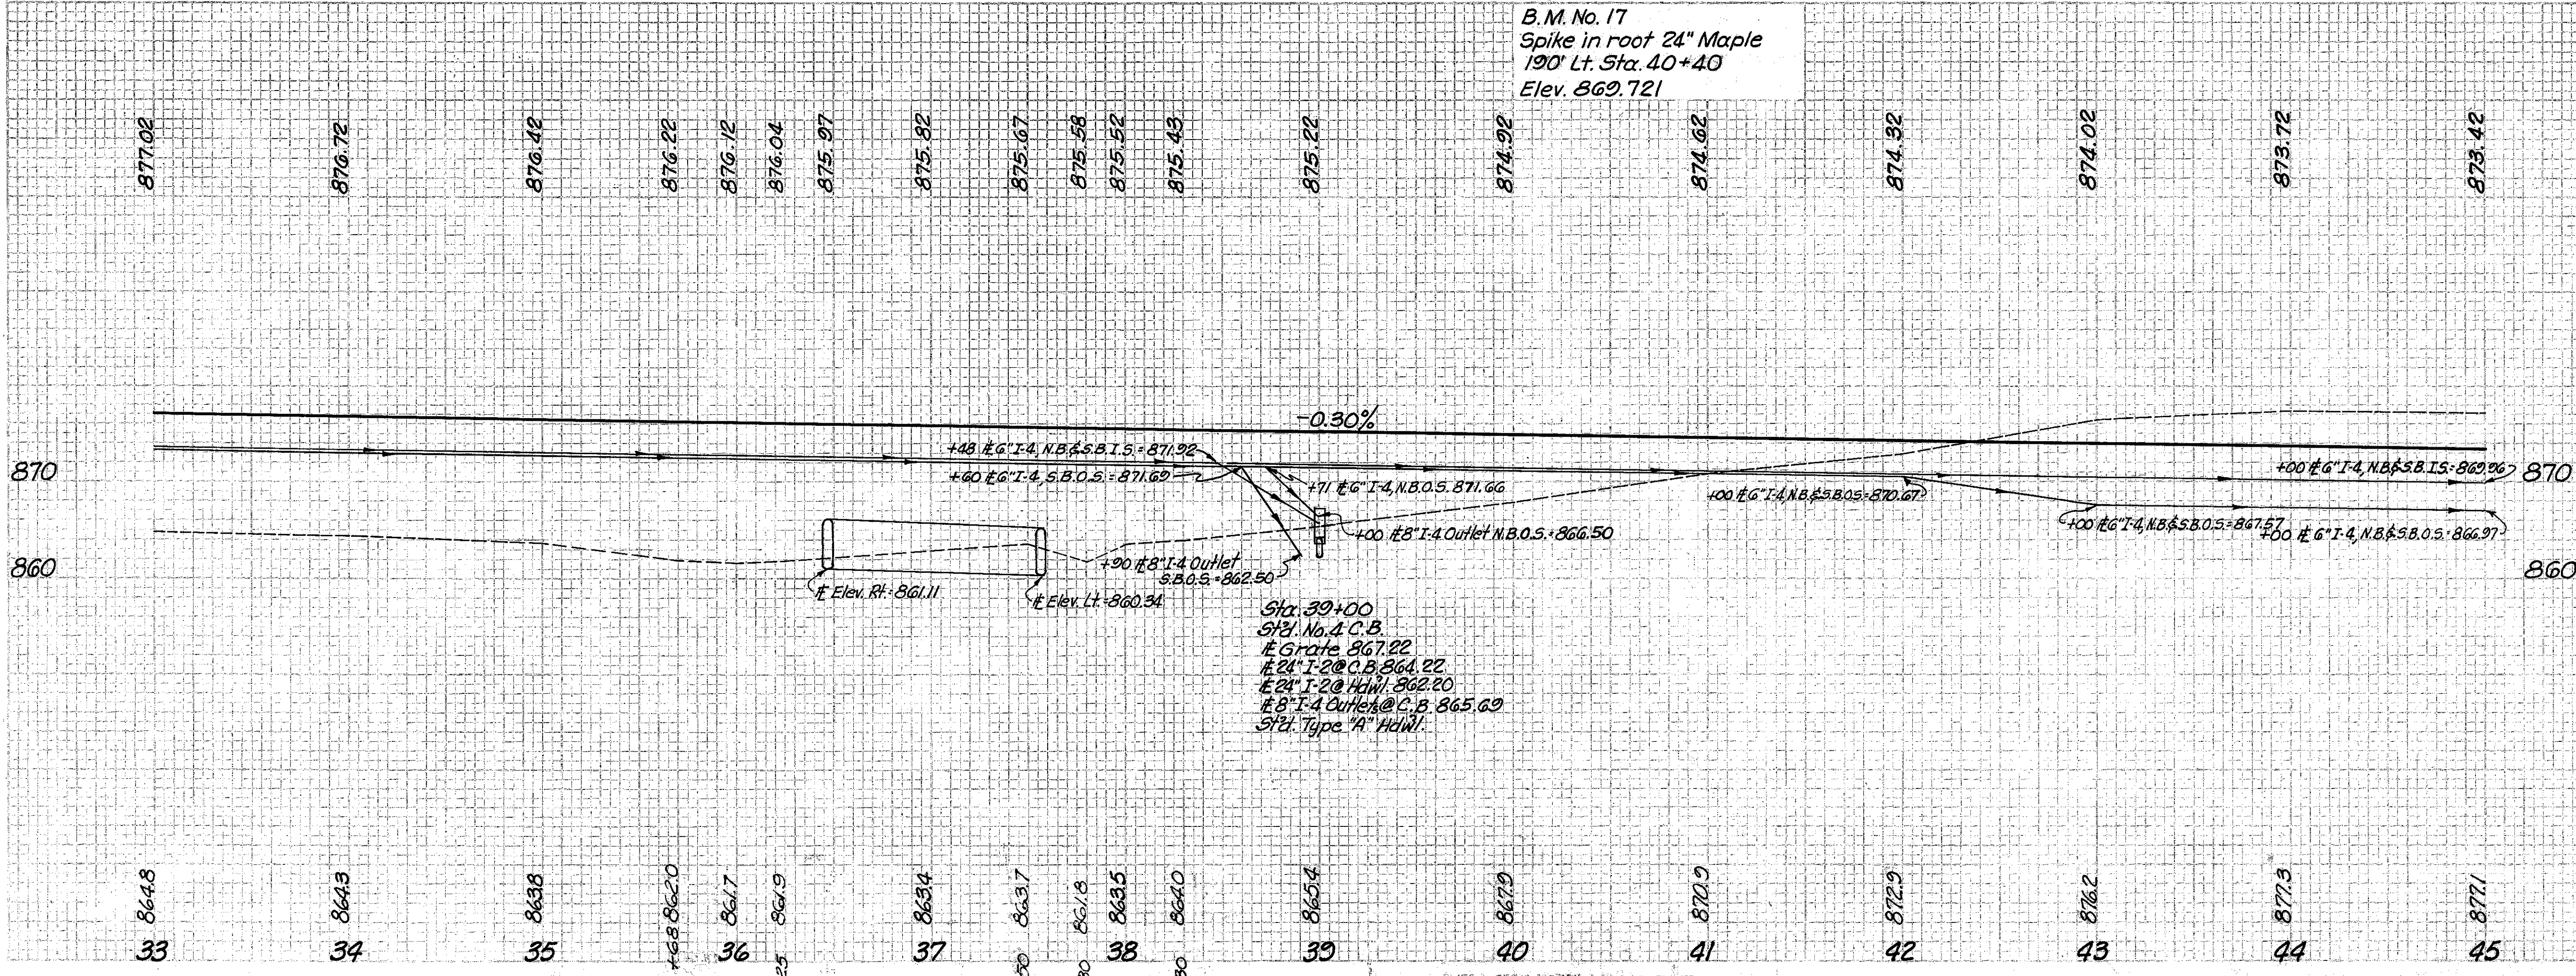 B.M. No. 17
Spike in root 24" Maple
190' Lt. Sta. 40+40
Elev. 869.721
877.02
876.72
876.42
876.22
876.12
876.04
875.97
875.82
875.67
875.58
875.52
875.43
875.22
874.92
874.62
874.32
874.02
873.72
873.42
-0.30%
+48 ℄ 6" I-4, N.B.&S.B.I.S.=871.92
+60 ℄ 6" I-4, S.B.O.S.=871.69
+71 ℄ 6" I-4, N.B.O.S. 871.66
+00 ℄ 6" I-4, N.B.&S.B.I.S.=869.96
870
870
+00 ℄ 6" I-4, N.B.&S.B.O.S.=870.67
+00 ℄ 6" I-4, N.B.&S.B.O.S.=867.57
+00 ℄ 6" I-4, N.B.&S.B.O.S.=866.97
+00 ℄ 8" I-4 Outlet N.B.O.S.=866.50
+90 ℄ 8" I-4 Outlet
S.B.O.S.=862.50
860
860
℄ Elev. Rt.=861.11
℄ Elev. Lt.=860.34
Sta. 39+00
St'd. No. 4 C.B.
℄ Grate 867.22
℄ 24" I-2 @ C.B. 864.22
℄ 24" I-2 @ Hdw'l. 862.20
℄ 8" I-4 Outlets @ C.B. 865.69
St'd. Type "A" Hdw'l.
864.8
864.3
863.8
+68 862.0
861.7
25 861.9
863.4
50 863.7
80 861.8
863.5
30 864.0
865.4
867.9
870.9
872.9
876.2
877.3
877.1
33
34
35
36
37
38
39
40
41
42
43
44
45